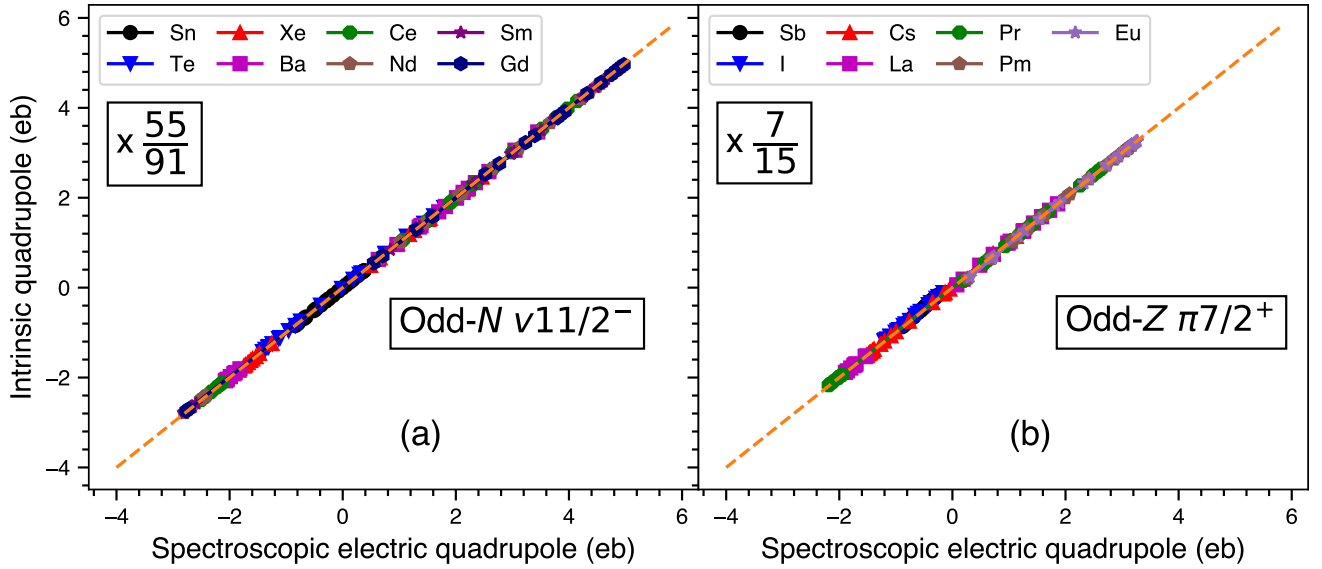 6
4
2
0
−2
−4
Intrinsic quadrupole (eb)
Sn Xe Ce Sm
Te Ba Nd Gd
x 55/91
Odd-N v11/2⁻
(a)
−4 −2 0 2 4 6
Spectroscopic electric quadrupole (eb)
Sb Cs Pr Eu
I La Pm
x 7/15
Odd-Z π7/2⁺
(b)
−4 −2 0 2 4 6
Spectroscopic electric quadrupole (eb)